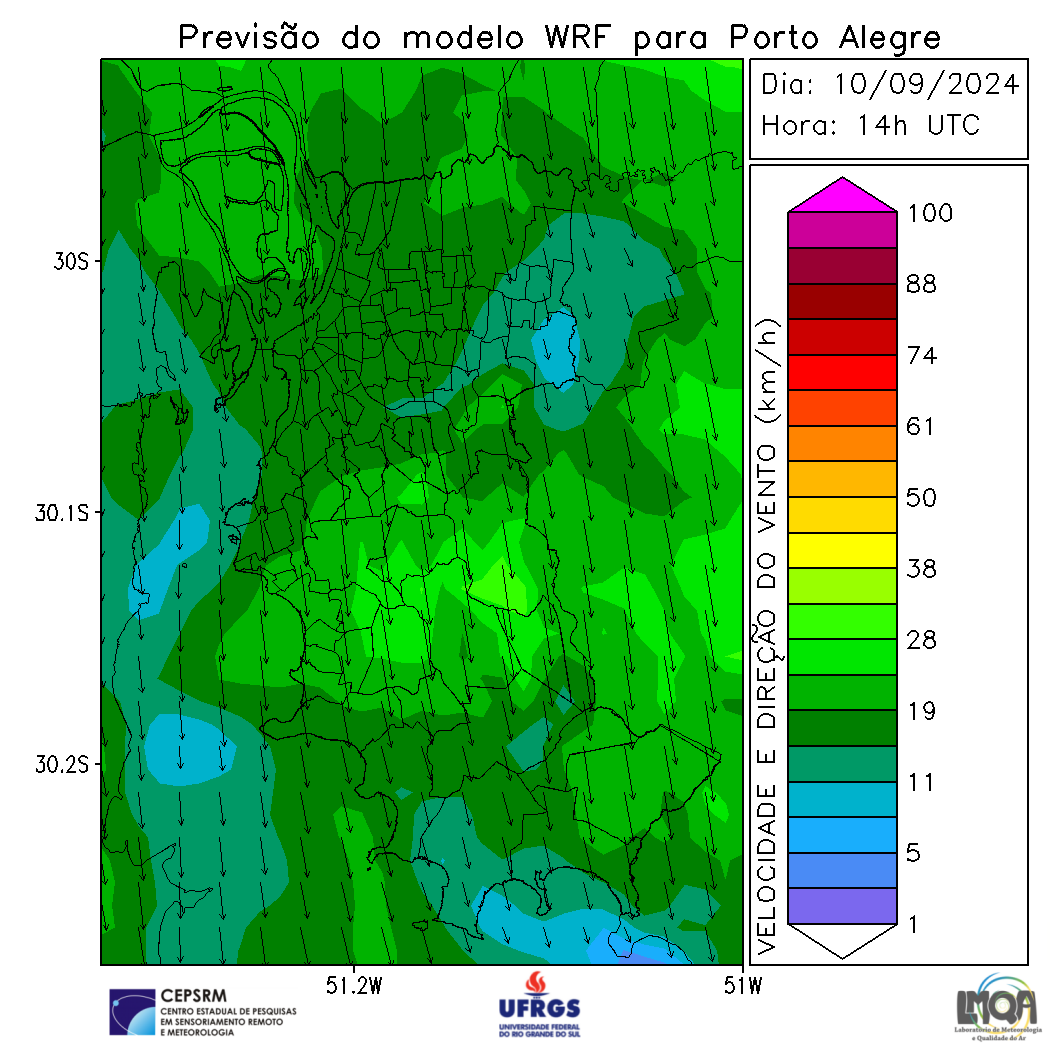 Previsão do modelo WRF para Porto Alegre
Dia: 10/09/2024
Hora: 14h UTC
30S
30.1S
30.2S
51.2W
51W
VELOCIDADE E DIREÇÃO DO VENTO (km/h)
100
88
74
61
50
38
28
19
11
5
1
CEPSRM
CENTRO ESTADUAL DE PESQUISAS
EM SENSORIAMENTO REMOTO
E METEOROLOGIA
UFRGS
UNIVERSIDADE FEDERAL
DO RIO GRANDE DO SUL
LMQA
Laboratório de Meteorologia
e Qualidade do Ar